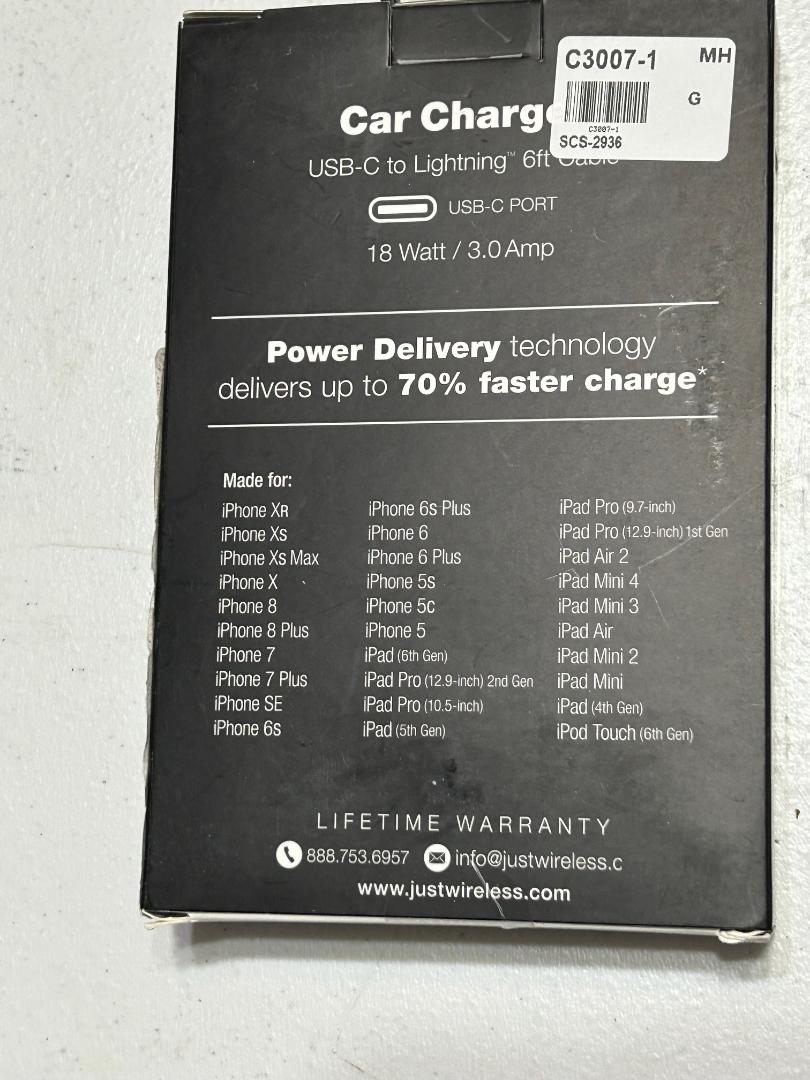 C3007-1 MH
G
C3007-1
SCS-2936
Car Charge
USB-C to Lightning™ 6ft Cable
USB-C PORT
18 Watt / 3.0 Amp
Power Delivery technology
delivers up to 70% faster charge*
Made for:
iPhone XR
iPhone Xs
iPhone Xs Max
iPhone X
iPhone 8
iPhone 8 Plus
iPhone 7
iPhone 7 Plus
iPhone SE
iPhone 6s
iPhone 6s Plus
iPhone 6
iPhone 6 Plus
iPhone 5s
iPhone 5c
iPhone 5
iPad (6th Gen)
iPad Pro (12.9-inch) 2nd Gen
iPad Pro (10.5-inch)
iPad (5th Gen)
iPad Pro (9.7-inch)
iPad Pro (12.9-inch) 1st Gen
iPad Air 2
iPad Mini 4
iPad Mini 3
iPad Air
iPad Mini 2
iPad Mini
iPad (4th Gen)
iPod Touch (6th Gen)
LIFETIME WARRANTY
888.753.6957 info@justwireless.c
www.justwireless.com